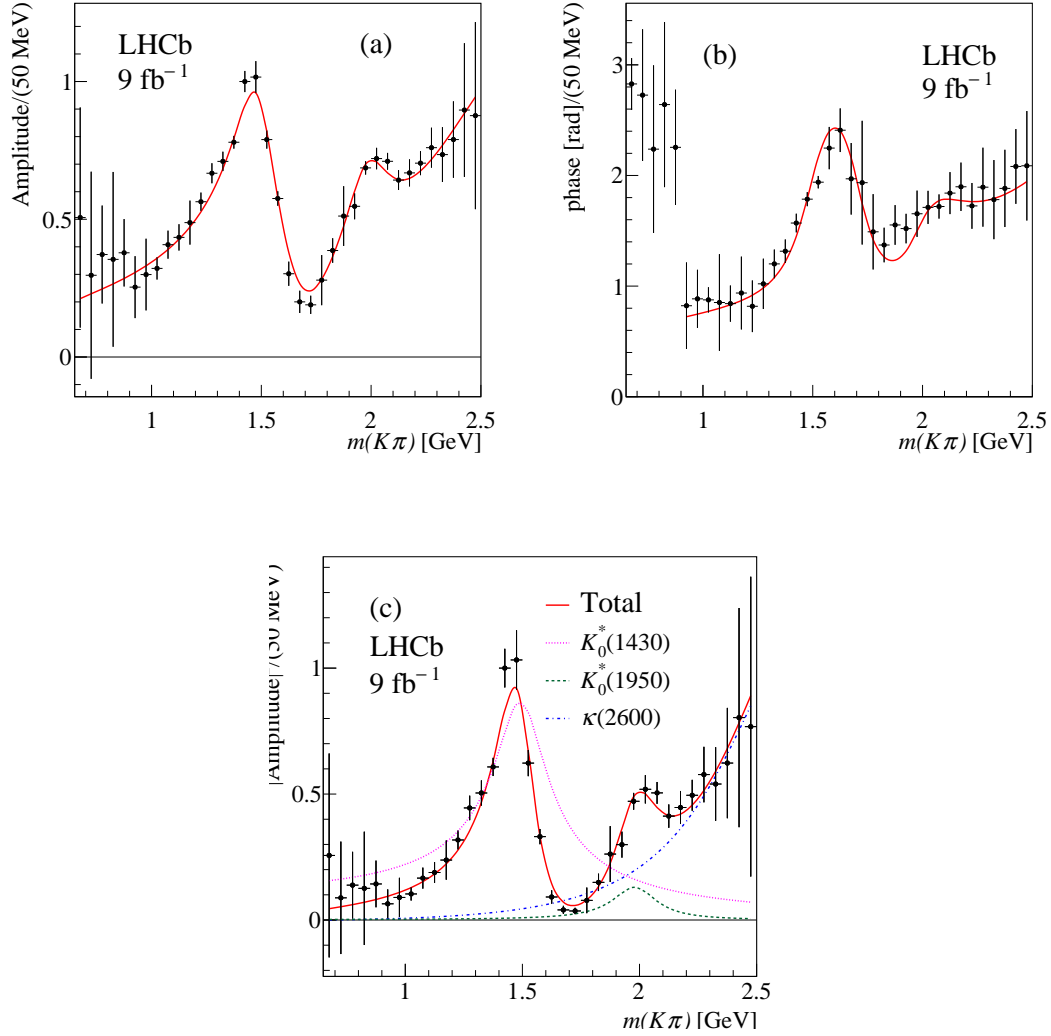 LHCb
9 fb⁻¹
(a)
Amplitude/(50 MeV)
1
0.5
0
1
1.5
2
2.5
m(Kπ) [GeV]
(b)
LHCb
9 fb⁻¹
phase [rad]/(50 MeV)
3
2
1
0
1
1.5
2
2.5
m(Kπ) [GeV]
(c)
LHCb
9 fb⁻¹
Total
K*₀(1430)
K*₀(1950)
κ(2600)
|Amplitude|²/(50 MeV)
1
0.5
0
1
1.5
2
2.5
m(Kπ) [GeV]